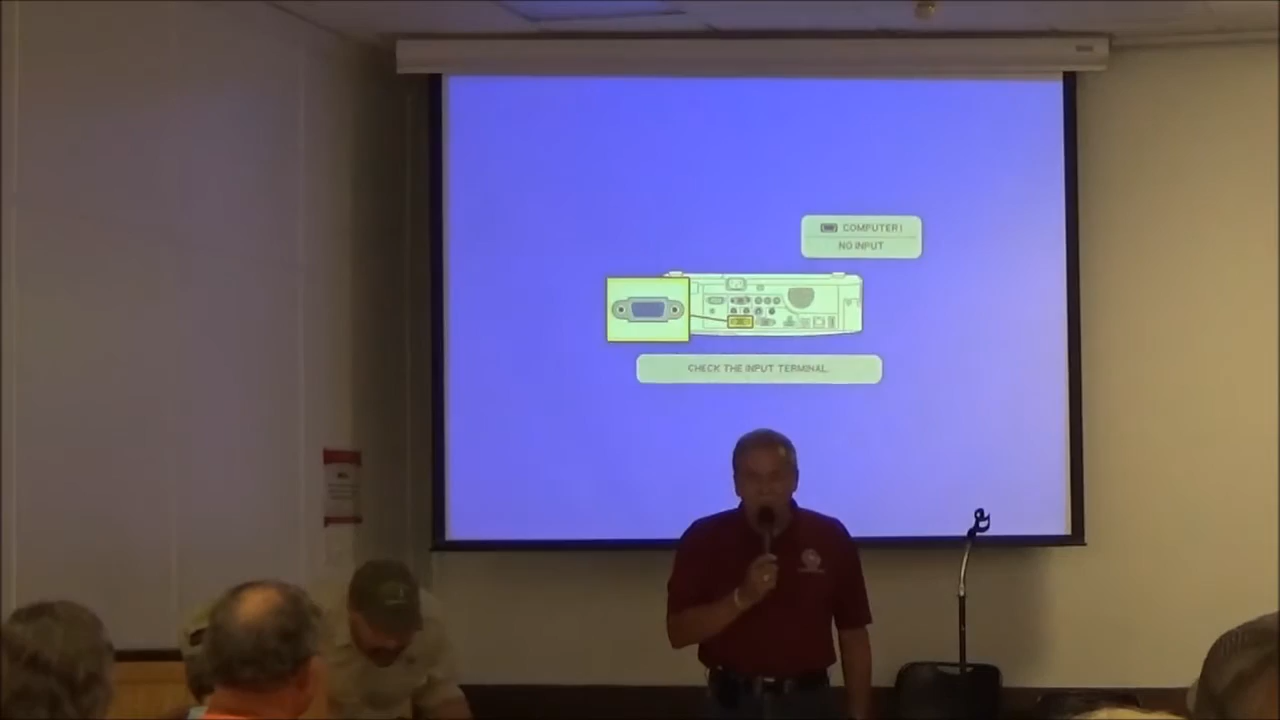 COMPUTER1
NO INPUT
CHECK THE INPUT TERMINAL.